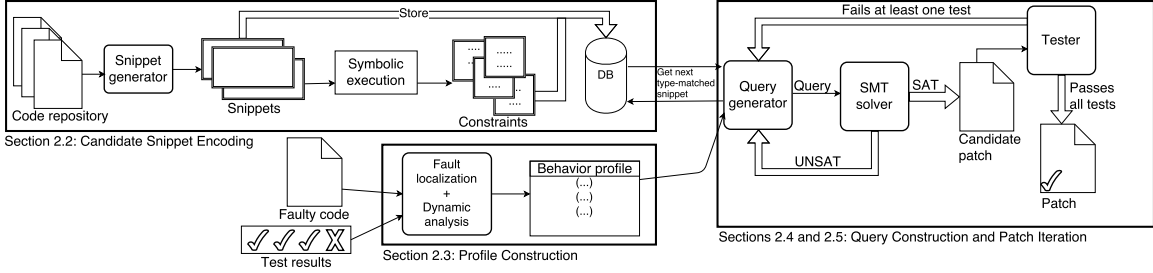 Store
Snippet
generator
Symbolic
execution
.... 
.....
.....
....
....
Code repository
Snippets
Constraints
DB
Section 2.2: Candidate Snippet Encoding
Get next
type-matched
snippet
Fails at least one test
Query
generator
Query
SMT
solver
SAT
UNSAT
Candidate
patch
Tester
Passes
all tests
Patch
Sections 2.4 and 2.5: Query Construction and Patch Iteration
Faulty code
Test results
Fault
localization
+
Dynamic
analysis
Behavior profile
(...)
(...)
(...)
Section 2.3: Profile Construction